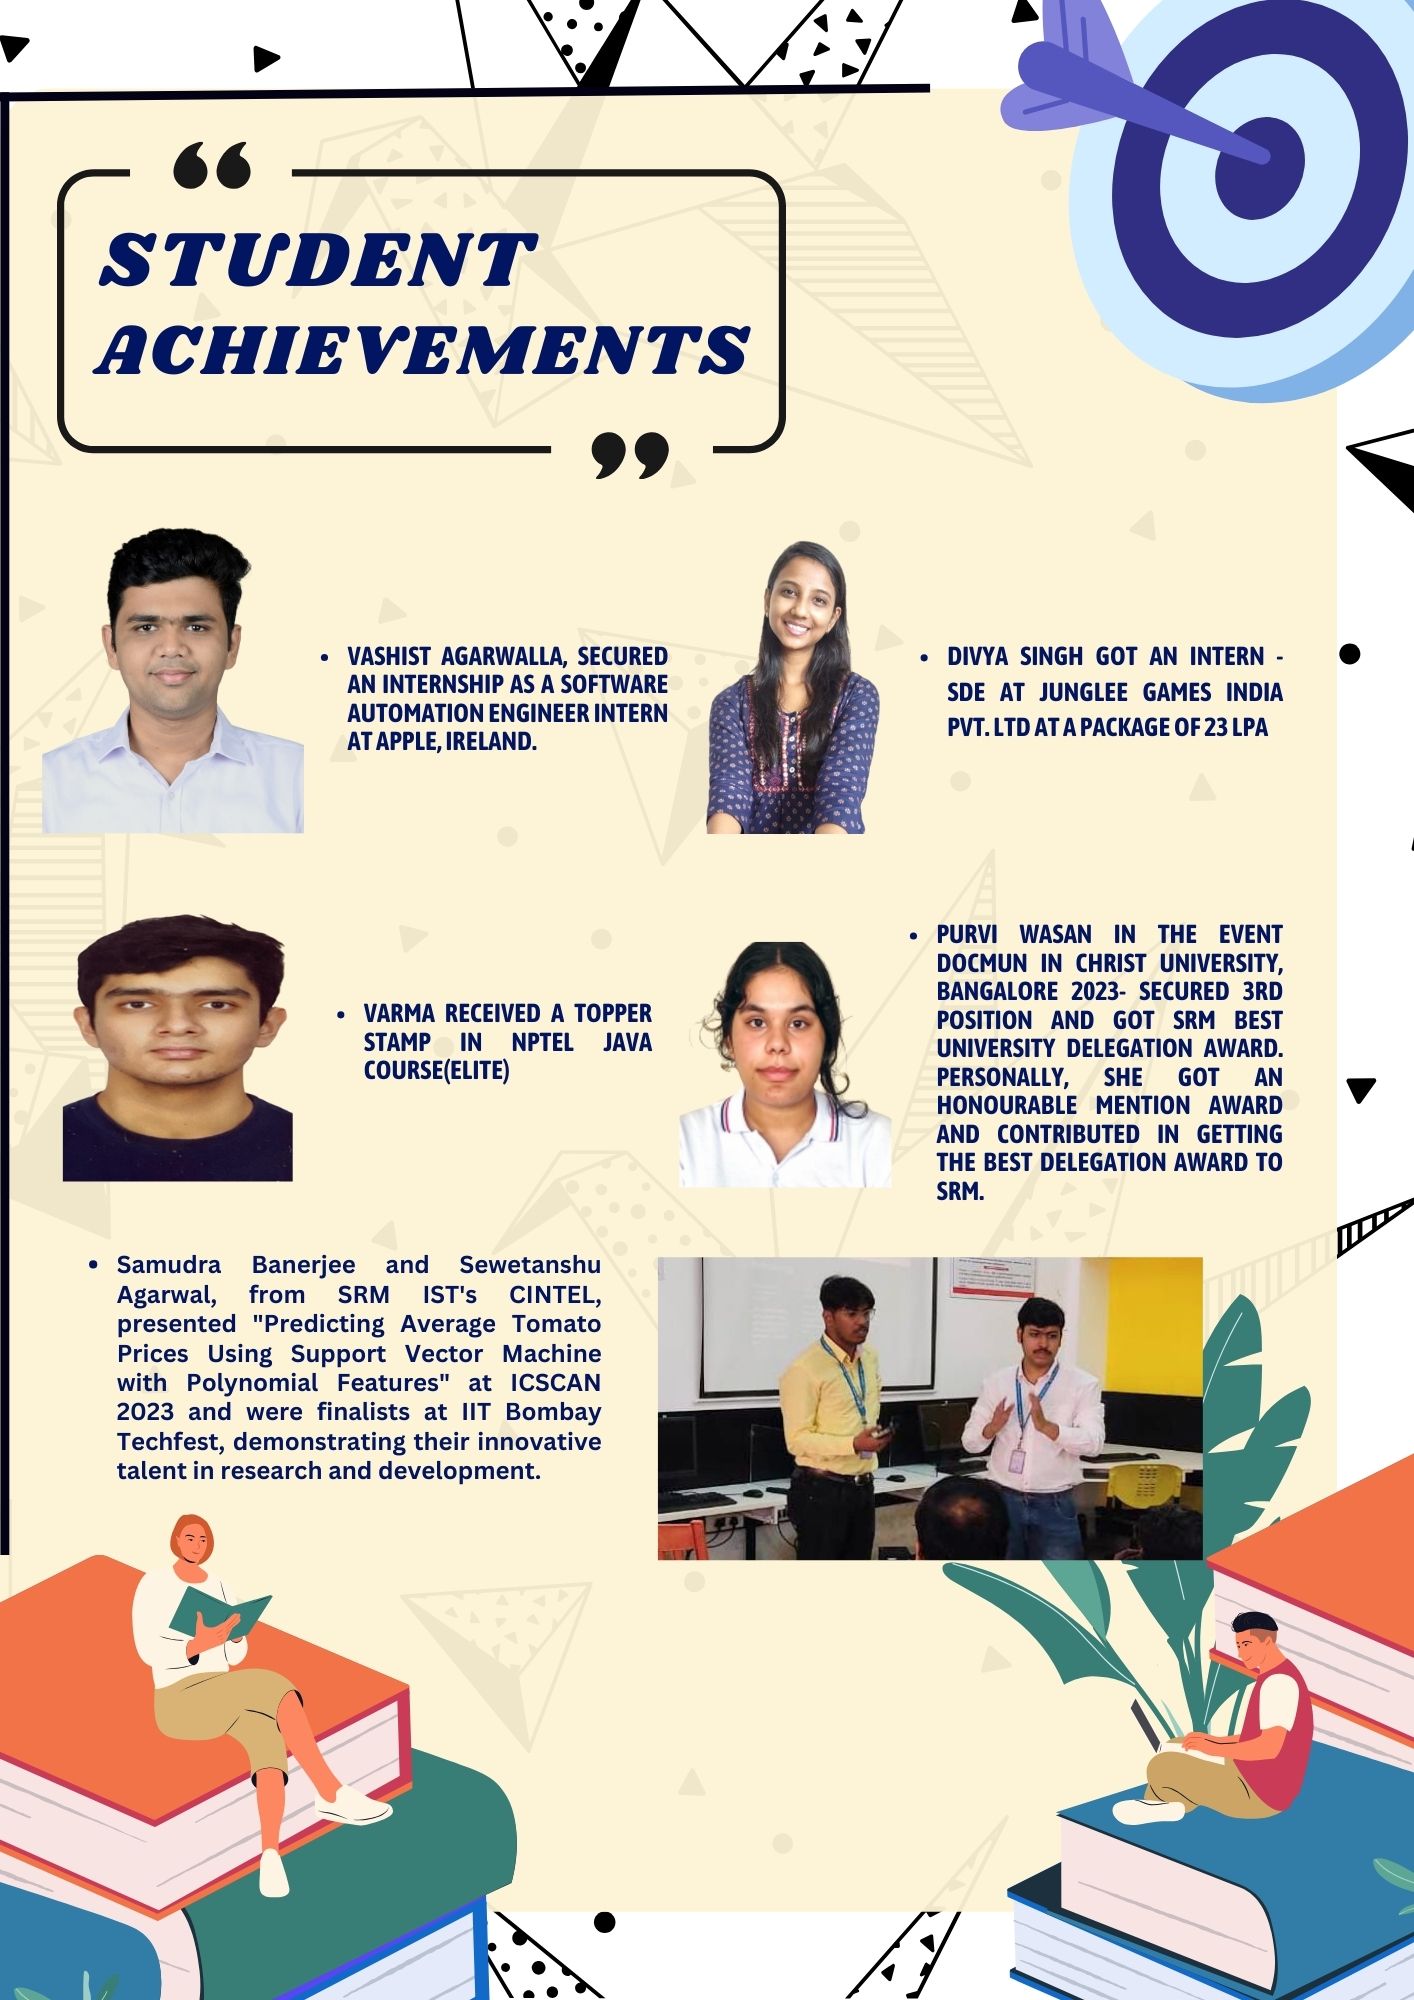 STUDENT
ACHIEVEMENTS
VASHIST AGARWALLA, SECURED
AN INTERNSHIP AS A SOFTWARE
AUTOMATION ENGINEER INTERN
AT APPLE, IRELAND.
DIVYA SINGH GOT AN INTERN -
SDE AT JUNGLEE GAMES INDIA
PVT. LTD AT A PACKAGE OF 23 LPA
VARMA RECEIVED A TOPPER
STAMP IN NPTEL JAVA
COURSE(ELITE)
PURVI WASAN IN THE EVENT
DOCMUN IN CHRIST UNIVERSITY,
BANGALORE 2023- SECURED 3RD
POSITION AND GOT SRM BEST
UNIVERSITY DELEGATION AWARD.
PERSONALLY, SHE GOT AN
HONOURABLE MENTION AWARD
AND CONTRIBUTED IN GETTING
THE BEST DELEGATION AWARD TO
SRM.
Samudra Banerjee and Sewetanshu
Agarwal, from SRM IST's CINTEL,
presented "Predicting Average Tomato
Prices Using Support Vector Machine
with Polynomial Features" at ICSCAN
2023 and were finalists at IIT Bombay
Techfest, demonstrating their innovative
talent in research and development.